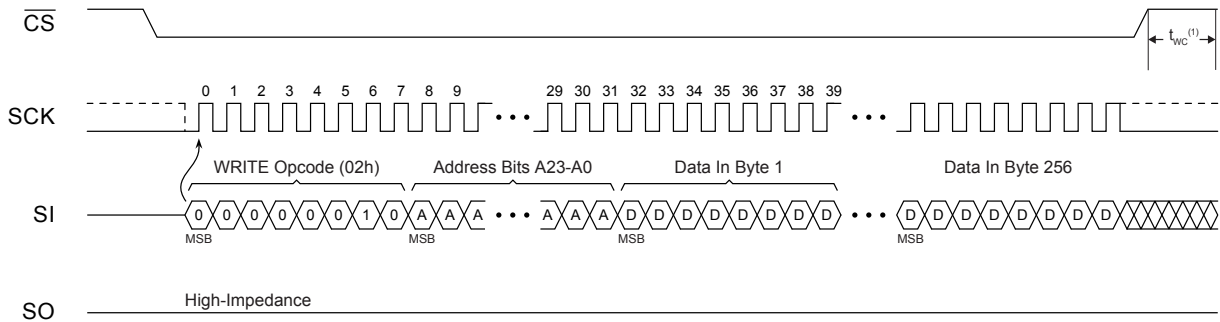 CS
t WC (1)
0 1 2 3 4 5 6 7 8 9 29 30 31 32 33 34 35 36 37 38 39
SCK
WRITE Opcode (02h) Address Bits A23-A0 Data In Byte 1 Data In Byte 256
SI 0 0 0 0 0 0 1 0 A A A A A A D D D D D D D D D D D D D D D D
MSB MSB MSB MSB
High-Impedance
SO